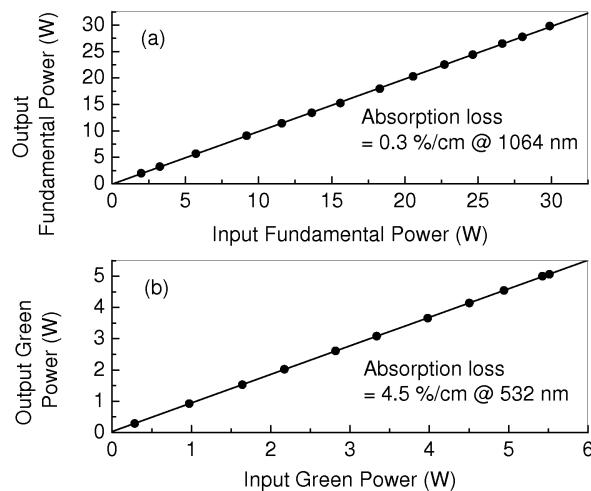 (a)
30
25
20
15
10
5
0
Output
Fundamental Power (W)
Absorption loss
= 0.3 %/cm @ 1064 nm
0 5 10 15 20 25 30
Input Fundamental Power (W)
(b)
5
4
3
2
1
0
Output Green
Power (W)
Absorption loss
= 4.5 %/cm @ 532 nm
0 1 2 3 4 5 6
Input Green Power (W)